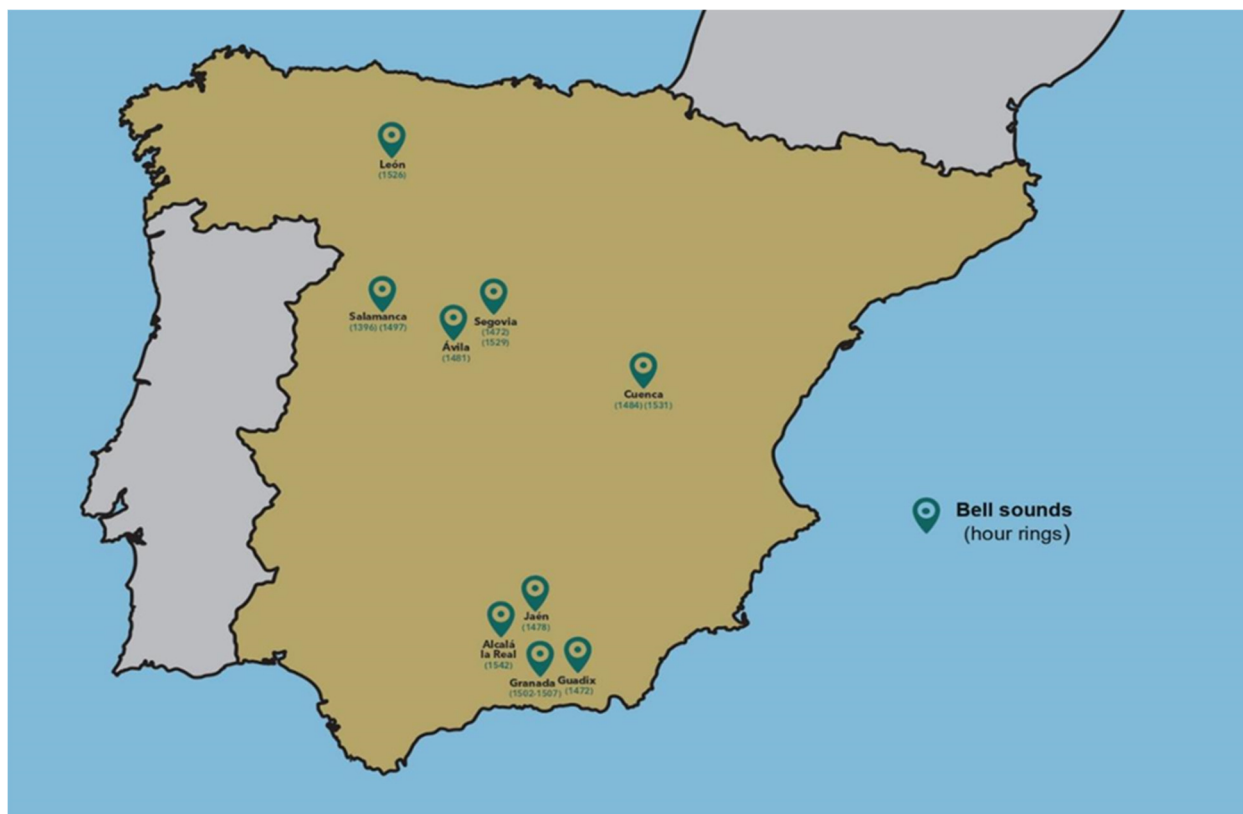 León
(1526)
Salamanca
(1396) (1497)
Ávila
(1481)
Segovia
(1472)
(1529)
Cuenca
(1484) (1531)
Bell sounds
(hour rings)
Jaén
(1478)
Alcalá
la Real
(1542)
Granada
(1502-1507)
Guadix
(1472)